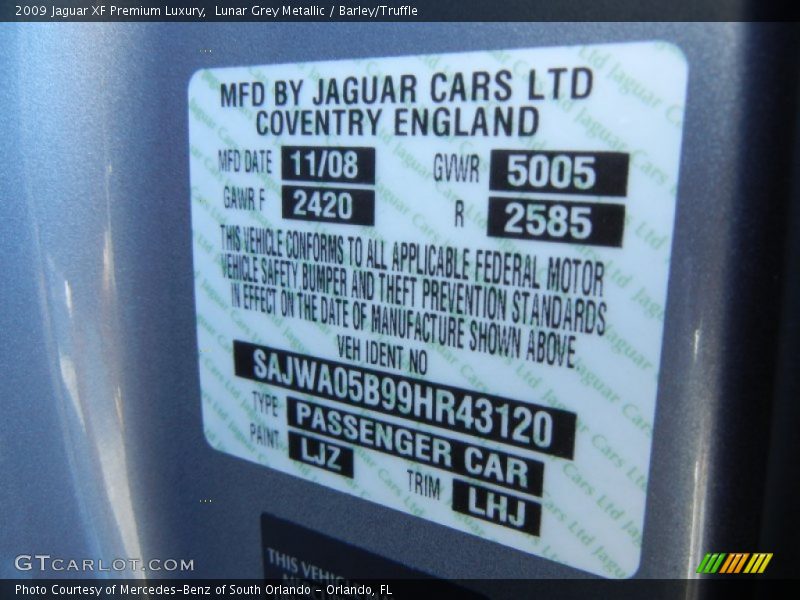 2009 Jaguar XF Premium Luxury, Lunar Grey Metallic / Barley/Truffle
MFD BY JAGUAR CARS LTD
COVENTRY ENGLAND
MFD DATE 11/08 GVWR 5005
GAWR F 2420 R 2585
THIS VEHICLE CONFORMS TO ALL APPLICABLE FEDERAL MOTOR
VEHICLE SAFETY, BUMPER AND THEFT PREVENTION STANDARDS
IN EFFECT ON THE DATE OF MANUFACTURE SHOWN ABOVE.
VEH IDENT NO
SAJWA05B99HR43120
TYPE PASSENGER CAR
PAINT LJZ TRIM LHJ
THIS VEHICLE
GTCARLOT.COM
Photo Courtesy of Mercedes-Benz of South Orlando - Orlando, FL